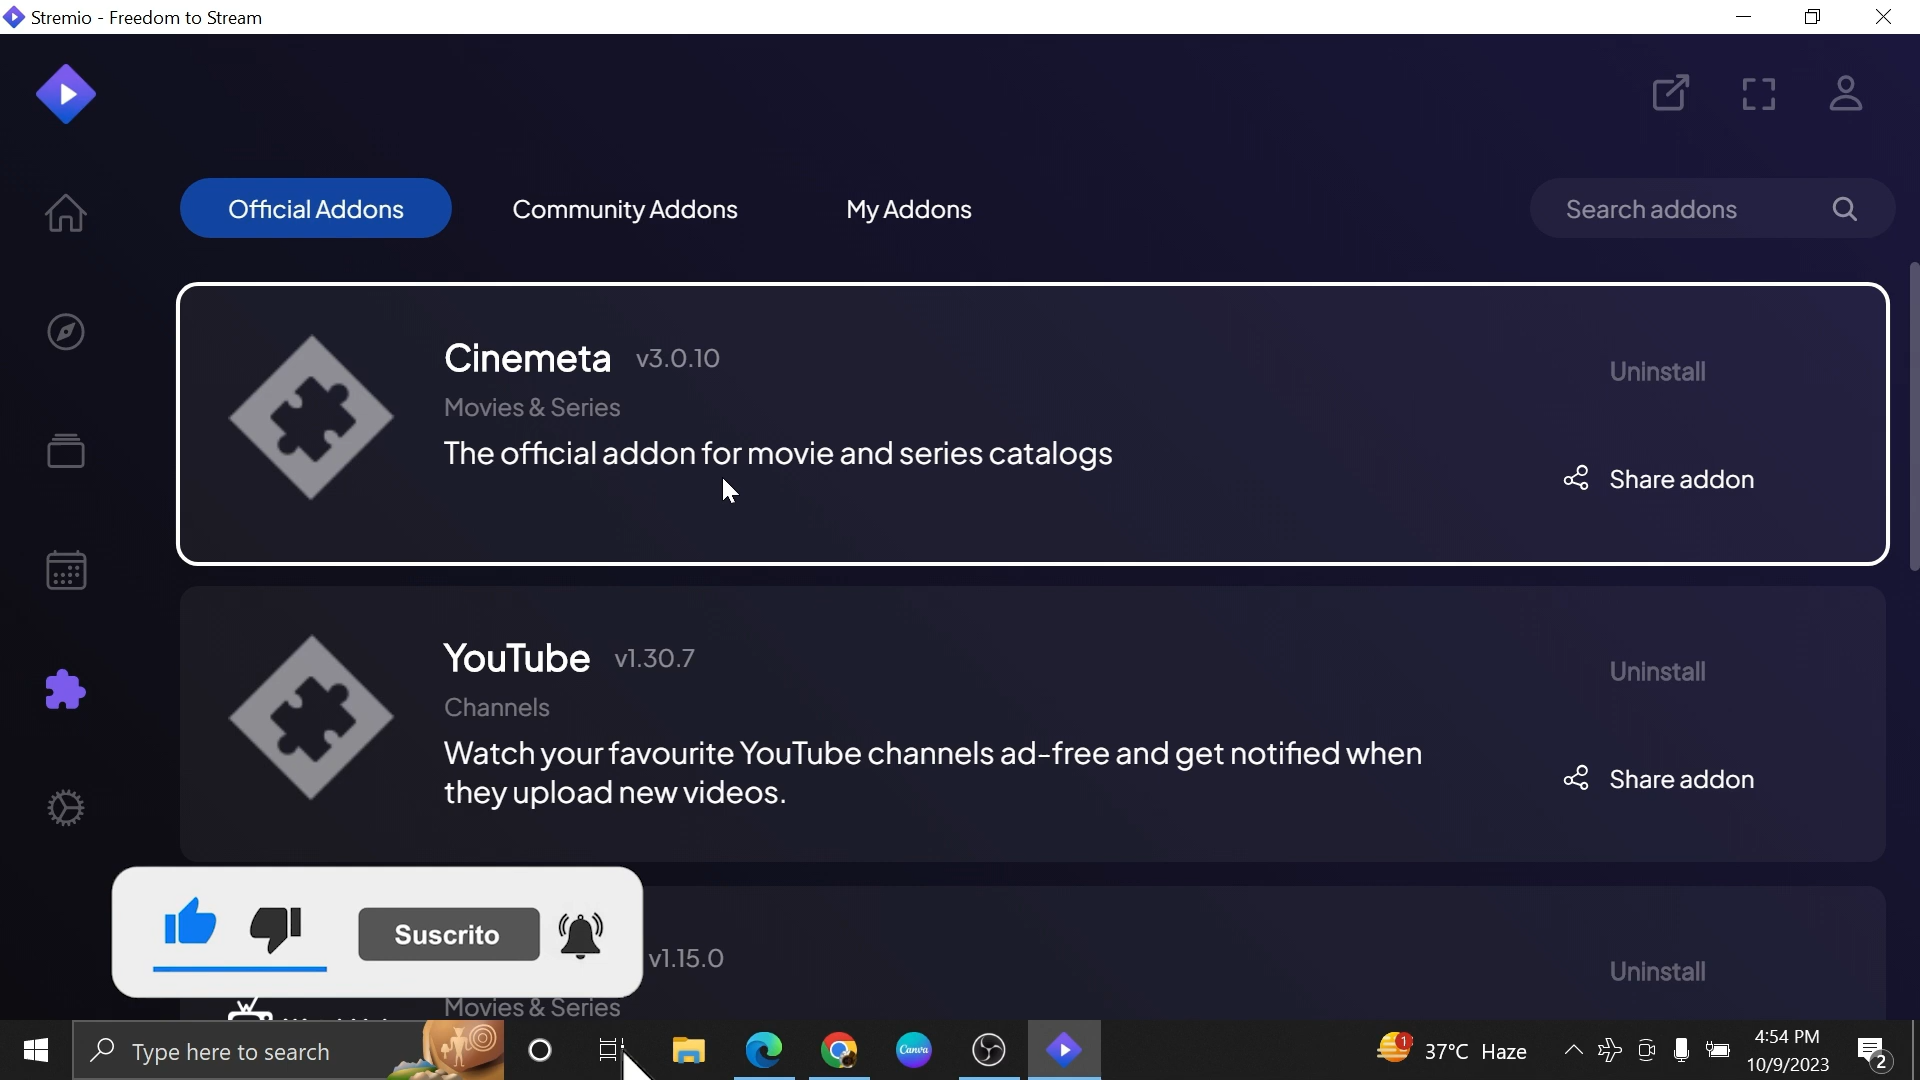 Stremio - Freedom to Stream
Official Addons
Community Addons
My Addons
Search addons
Cinemeta v3.0.10
Uninstall
Movies & Series
The official addon for movie and series catalogs
Share addon
YouTube v1.30.7
Uninstall
Channels
Watch your favourite YouTube channels ad-free and get notified when
they upload new videos.
Share addon
Suscrito
v1.15.0
Uninstall
Movies & Series
Type here to search
Canva
1
37°C Haze
4:54 PM
10/9/2023
2